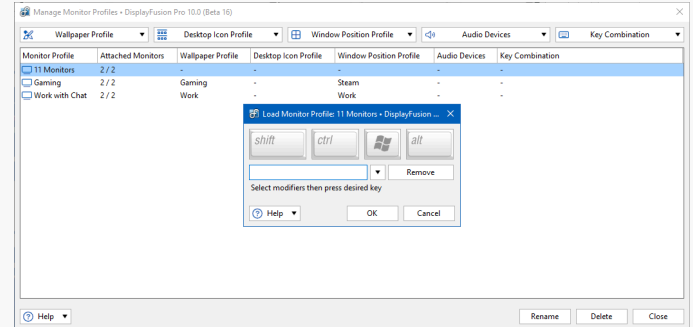 Manage Monitor Profiles • DisplayFusion Pro 10.0 (Beta 16)
Wallpaper Profile Desktop Icon Profile Window Position Profile Audio Devices Key Combination
Monitor Profile Attached Monitors Wallpaper Profile Desktop Icon Profile Window Position Profile Audio Devices Key Combination
11 Monitors 2 / 2 - - - - -
Gaming 2 / 2 Gaming - Steam - -
Work with Chat 2 / 2 Work - Work - -
Load Monitor Profile: 11 Monitors • DisplayFusion ...
shift ctrl alt
Remove
Select modifiers then press desired key
Help OK Cancel
Help Rename Delete Close